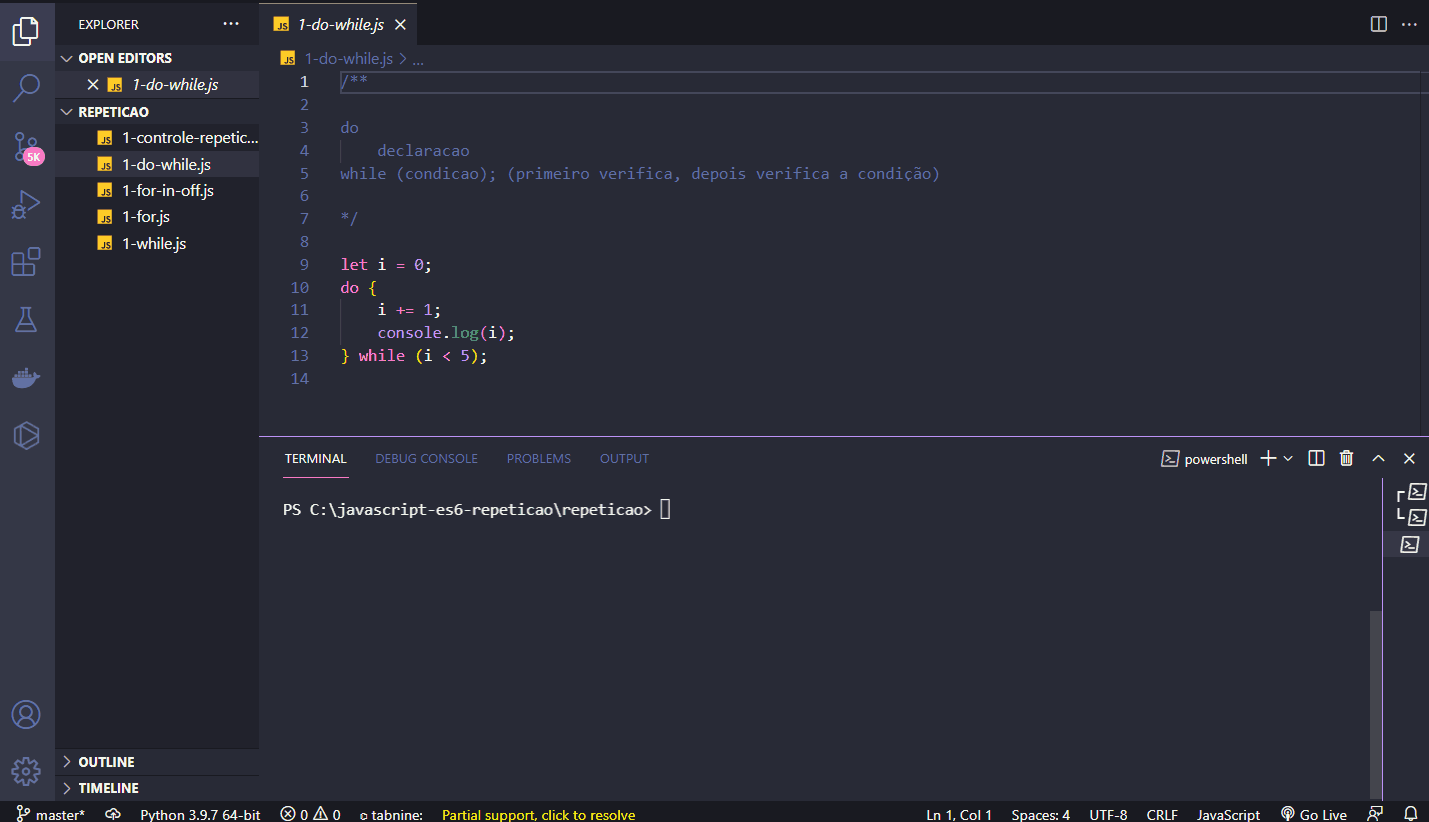 EXPLORER
OPEN EDITORS
JS 1-do-while.js
REPETICAO
JS 1-controle-repetic...
JS 1-do-while.js
JS 1-for-in-off.js
JS 1-for.js
JS 1-while.js
5K
OUTLINE
TIMELINE
JS 1-do-while.js
JS 1-do-while.js > ...
1 /**
2
3 do
4     declaracao
5 while (condicao); (primeiro verifica, depois verifica a condição)
6
7 */
8
9 let i = 0;
10 do {
11     i += 1;
12     console.log(i);
13 } while (i < 5);
14
TERMINAL DEBUG CONSOLE PROBLEMS OUTPUT powershell
PS C:\javascript-es6-repeticao\repeticao>
master* Python 3.9.7 64-bit 0 0 tabnine: Partial support, click to resolve Ln 1, Col 1 Spaces: 4 UTF-8 CRLF JavaScript Go Live